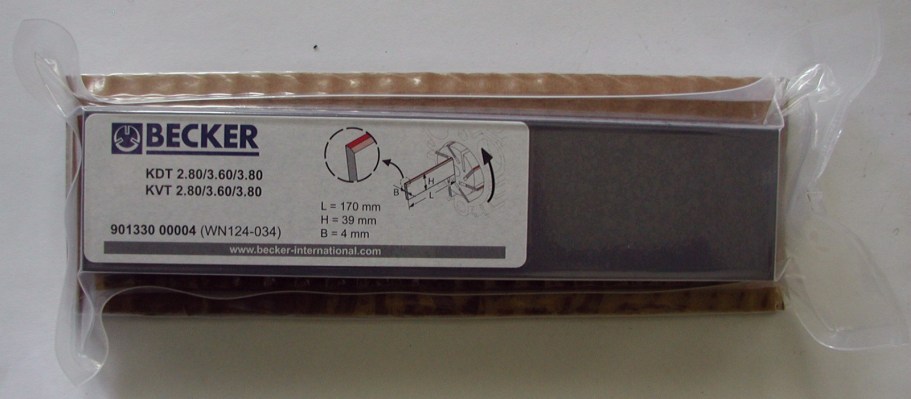 BECKER
KDT 2.80/3.60/3.80
KVT 2.80/3.60/3.80
901330 00004 (WN124-034)
B
H
L
L = 170 mm
H = 39 mm
B = 4 mm
www.becker-international.com